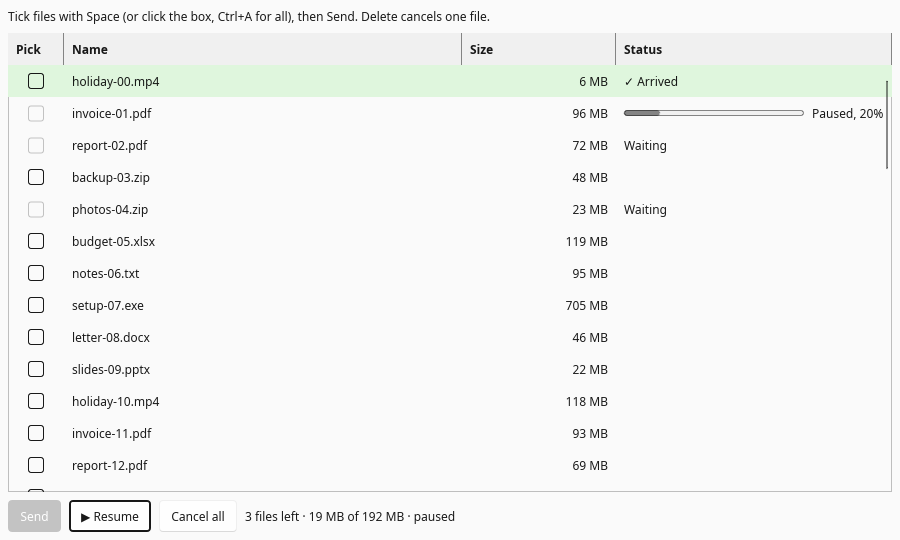 Tick files with Space (or click the box, Ctrl+A for all), then Send. Delete cancels one file.
Pick Name Size Status
holiday-00.mp4 6 MB ✓ Arrived
invoice-01.pdf 96 MB Paused, 20%
report-02.pdf 72 MB Waiting
backup-03.zip 48 MB
photos-04.zip 23 MB Waiting
budget-05.xlsx 119 MB
notes-06.txt 95 MB
setup-07.exe 705 MB
letter-08.docx 46 MB
slides-09.pptx 22 MB
holiday-10.mp4 118 MB
invoice-11.pdf 93 MB
report-12.pdf 69 MB
Send ▶ Resume Cancel all 3 files left · 19 MB of 192 MB · paused